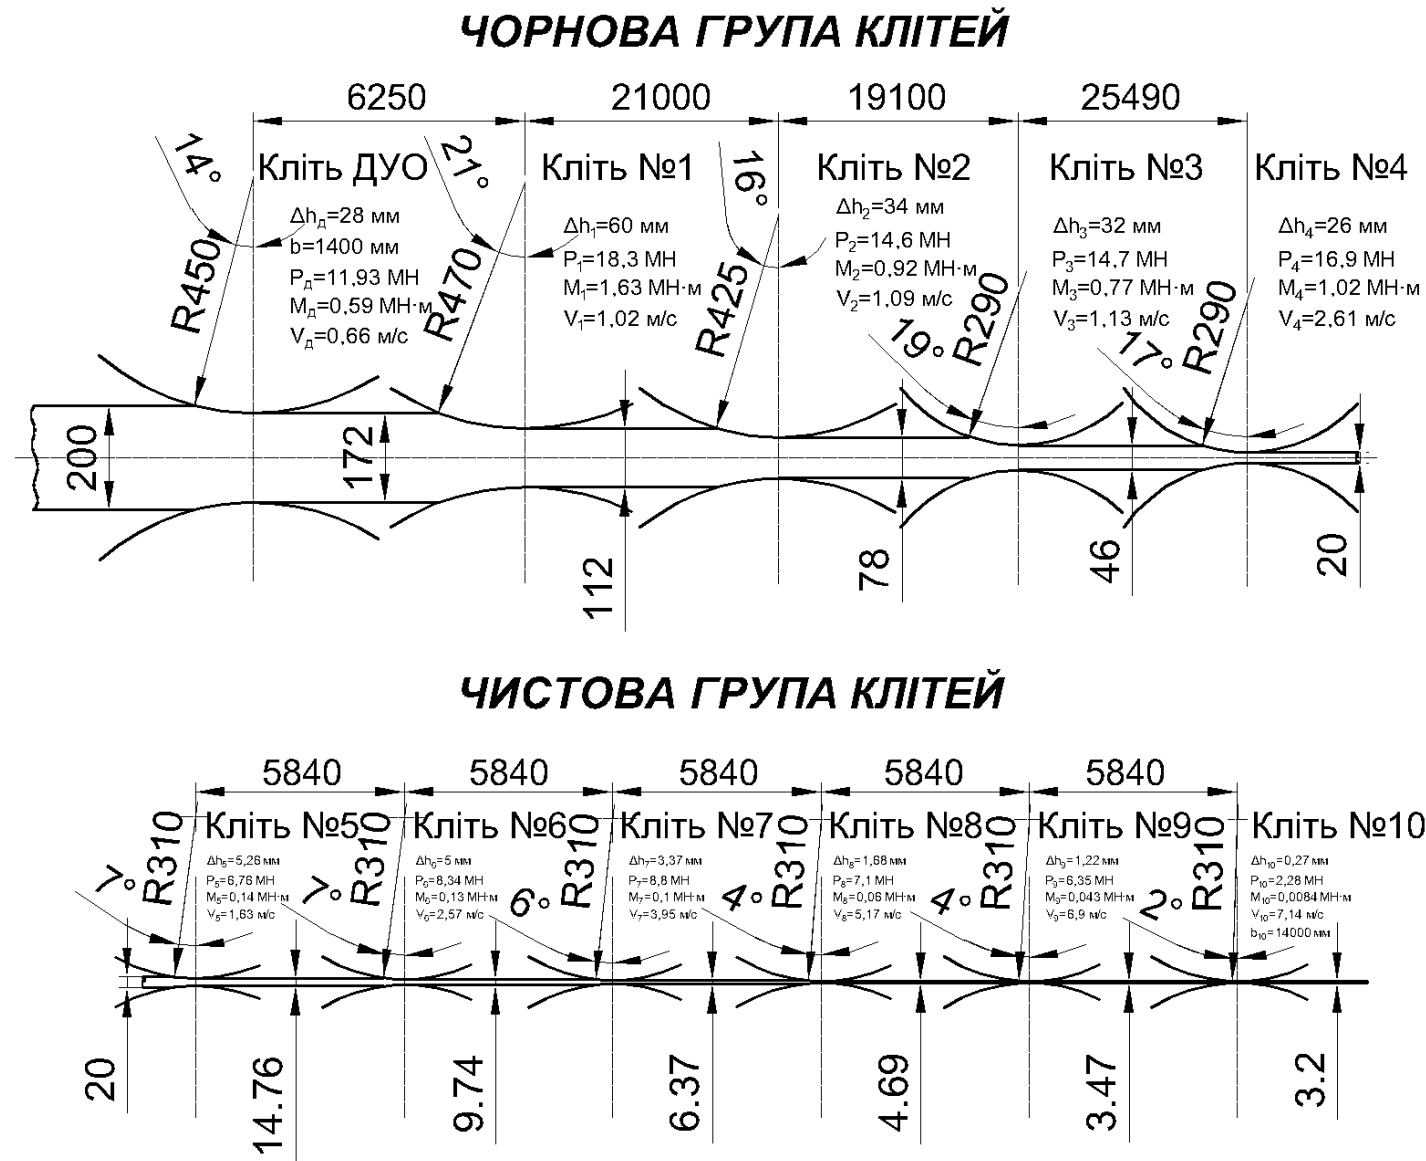 ЧОРНОВА ГРУПА КЛІТЕЙ
6250
21000
19100
25490
14°
21°
16°
19°
17°
Кліть ДУО
Δhд=28 мм
b=1400 мм
Pд=11,93 МН
Mд=0,59 МН·м
Vд=0,66 м/с
Кліть №1
Δh1=60 мм
P1=18,3 МН
M1=1,63 МН·м
V1=1,02 м/с
Кліть №2
Δh2=34 мм
P2=14,6 МН
M2=0,92 МН·м
V2=1,09 м/с
Кліть №3
Δh3=32 мм
P3=14,7 МН
M3=0,77 МН·м
V3=1,13 м/с
Кліть №4
Δh4=26 мм
P4=16,9 МН
M4=1,02 МН·м
V4=2,61 м/с
R450
R470
R425
R290
R290
200
172
112
78
46
20
ЧИСТОВА ГРУПА КЛІТЕЙ
5840
5840
5840
5840
5840
Кліть №5
Δh5=5,26 мм
P5=6,76 МН
M5=0,14 МН·м
V5=1,63 м/с
Кліть №6
Δh6=5 мм
P6=8,34 МН
M6=0,13 МН·м
V6=2,57 м/с
Кліть №7
Δh7=3,37 мм
P7=8,8 МН
M7=0,1 МН·м
V7=3,95 м/с
Кліть №8
Δh8=1,68 мм
P8=7,1 МН
M8=0,06 МН·м
V8=5,17 м/с
Кліть №9
Δh9=1,22 мм
P9=6,35 МН
M9=0,043 МН·м
V9=6,9 м/с
Кліть №10
Δh10=0,27 мм
P10=2,28 МН
M10=0,0084 МН·м
V10=7,14 м/с
b10=14000 мм
7°
R310
7°
R310
6°
R310
4°
R310
4°
R310
2°
R310
20
14.76
9.74
6.37
4.69
3.47
3.2